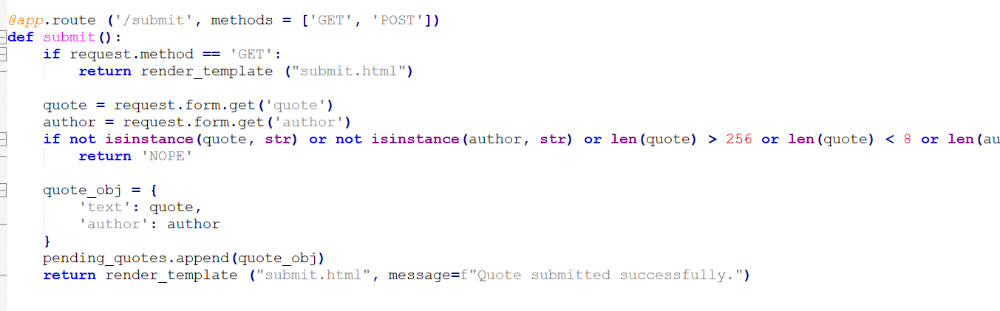 @app.route ('/submit', methods = ['GET', 'POST'])
def submit():
    if request.method == 'GET':
        return render_template ("submit.html")

    quote = request.form.get('quote')
    author = request.form.get('author')
    if not isinstance(quote, str) or not isinstance(author, str) or len(quote) > 256 or len(quote) < 8 or len(au
        return 'NOPE'

    quote_obj = {
        'text': quote,
        'author': author
    }
    pending_quotes.append(quote_obj)
    return render_template ("submit.html", message=f"Quote submitted successfully.")